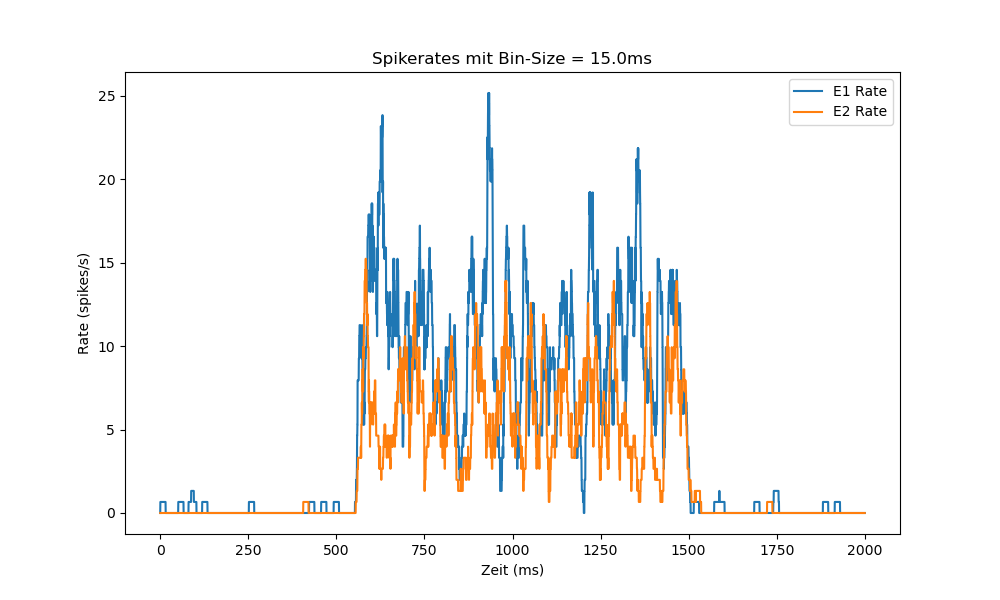 Spikerates mit Bin-Size = 15.0ms
E1 Rate
E2 Rate
Rate (spikes/s)
25
20
15
10
5
0
0 250 500 750 1000 1250 1500 1750 2000
Zeit (ms)